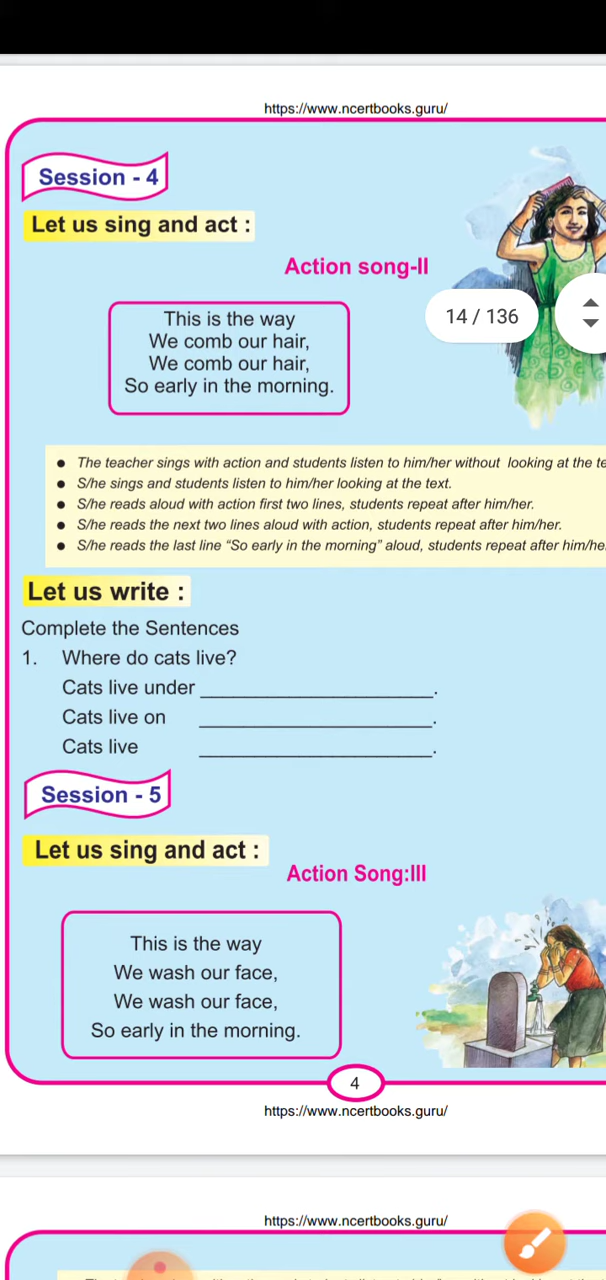 https://www.ncertbooks.guru/
Session - 4
Let us sing and act :
Action song-II
14 / 136
This is the way
We comb our hair,
We comb our hair,
So early in the morning.
● The teacher sings with action and students listen to him/her without looking at the te
● S/he sings and students listen to him/her looking at the text.
● S/he reads aloud with action first two lines, students repeat after him/her.
● S/he reads the next two lines aloud with action, students repeat after him/her.
● S/he reads the last line “So early in the morning” aloud, students repeat after him/he
Let us write :
Complete the Sentences
1. Where do cats live?
Cats live under ______________________.
Cats live on ______________________.
Cats live ______________________.
Session - 5
Let us sing and act :
Action Song:III
This is the way
We wash our face,
We wash our face,
So early in the morning.
4
https://www.ncertbooks.guru/
https://www.ncertbooks.guru/